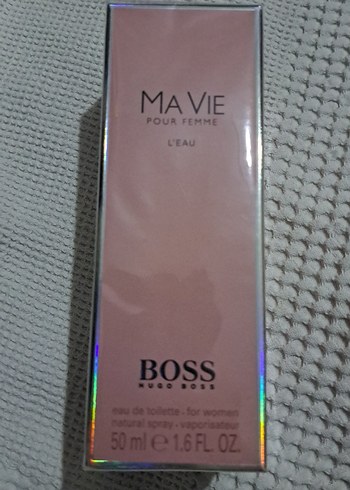 MA VIE
POUR FEMME
L'EAU
BOSS
HUGO BOSS
eau de toilette - for women
natural spray - vaporisateur
50 ml ℮ 1.6 FL. OZ.